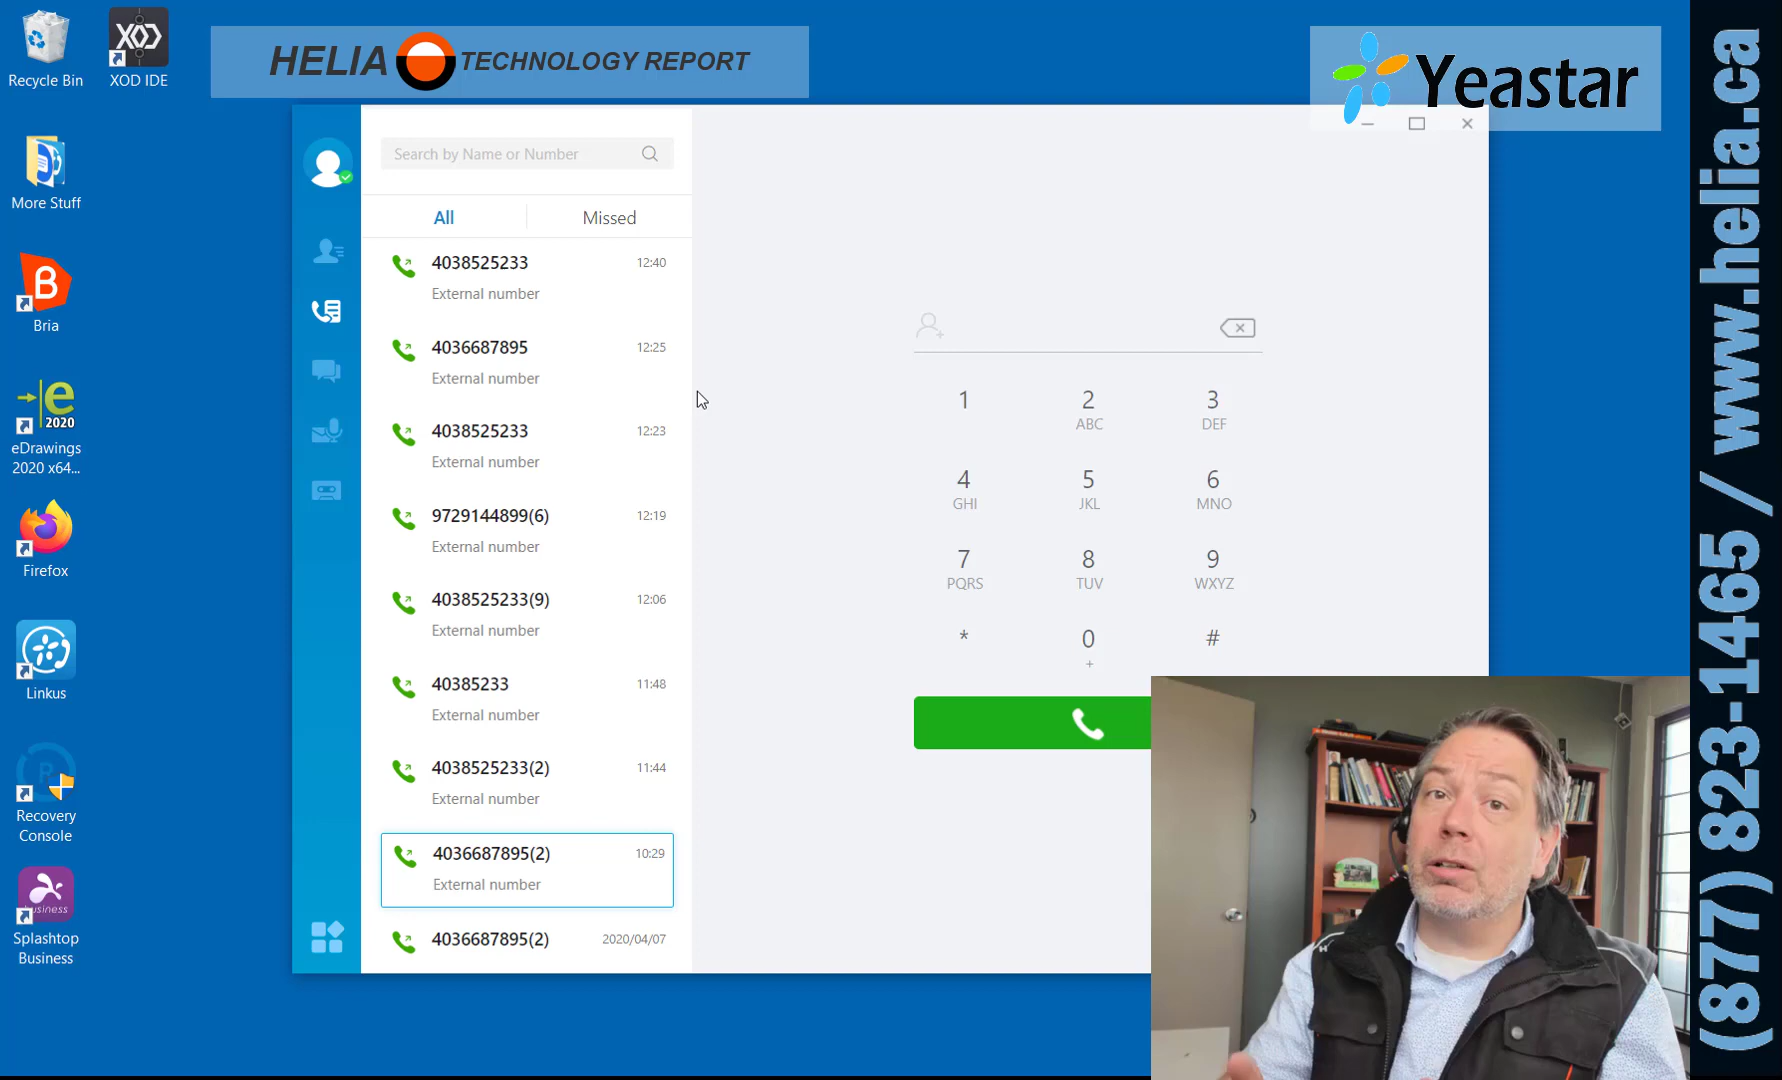 Recycle Bin
XOD
XOD IDE
More Stuff
B
Bria
e
2020
eDrawings
2020 x64...
Firefox
Linkus
R
Recovery
Console
business
Splashtop
Business
HELIA TECHNOLOGY REPORT
Yeastar
Search by Name or Number
All Missed
4038525233 12:40
External number
4036687895 12:25
External number
4038525233 12:23
External number
9729144899(6) 12:19
External number
4038525233(9) 12:06
External number
40385233 11:48
External number
4038525233(2) 11:44
External number
4036687895(2) 10:29
External number
4036687895(2) 2020/04/07
1 2 3
ABC DEF
4 5 6
GHI JKL MNO
7 8 9
PQRS TUV WXYZ
* 0 #
+
(877) 823-1465 / www.helia.ca